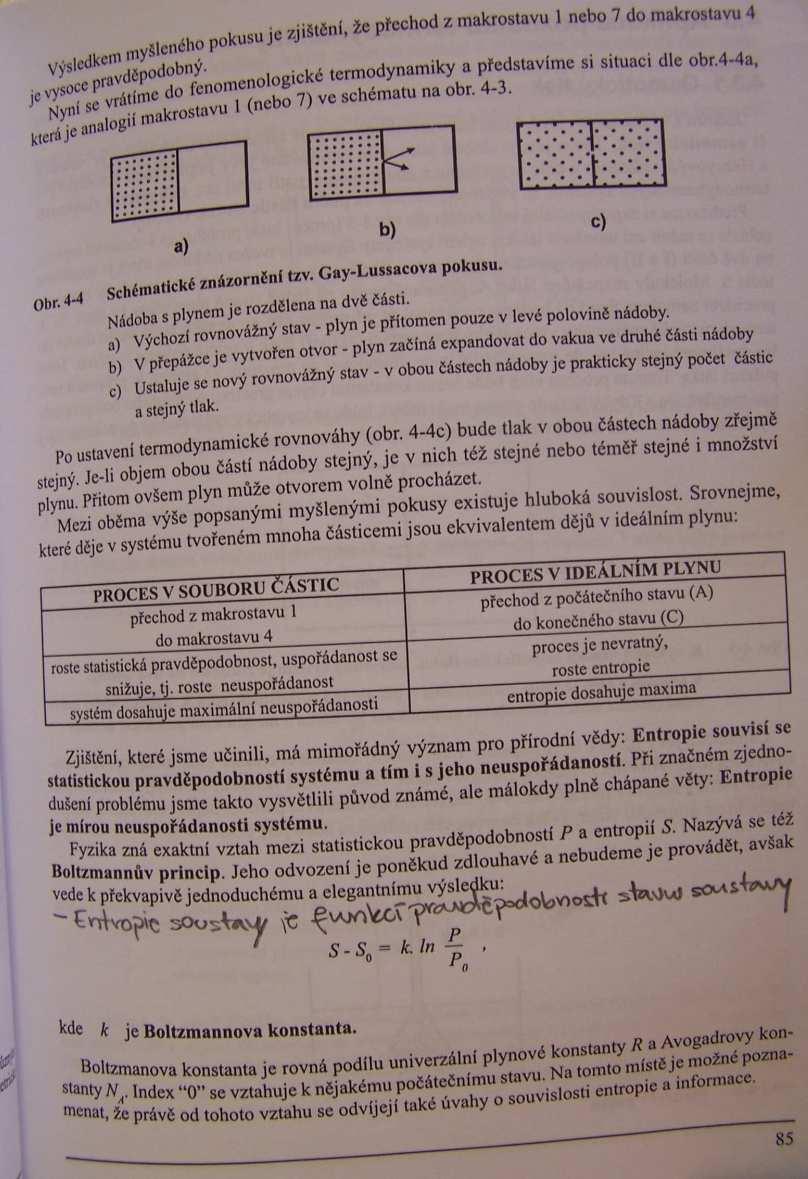 Výsledkem myšleného pokusu je zjištění, že přechod z makrostavu 1 nebo 7 do makrostavu 4
je vysoce pravděpodobný.
Nyní se vrátíme do fenomenologické termodynamiky a představíme si situaci dle obr.4-4a,
která je analogií makrostavu 1 (nebo 7) ve schématu na obr. 4-3.
a)
b)
c)
Obr. 4-4 Schématické znázornění tzv. Gay-Lussacova pokusu.
Nádoba s plynem je rozdělena na dvě části.
a) Výchozí rovnovážný stav - plyn je přítomen pouze v levé polovině nádoby.
b) V přepážce je vytvořen otvor - plyn začíná expandovat do vakua ve druhé části nádoby
c) Ustaluje se nový rovnovážný stav - v obou částech nádoby je prakticky stejný počet částic
a stejný tlak.
Po ustavení termodynamické rovnováhy (obr. 4-4c) bude tlak v obou částech nádoby zřejmě
stejný. Je-li objem obou částí nádoby stejný, je v nich též stejné nebo téměř stejné i množství
plynu. Přitom ovšem plyn může otvorem volně procházet.
Mezi oběma výše popsanými myšlenými pokusy existuje hluboká souvislost. Srovnejme,
které děje v systému tvořeném mnoha částicemi jsou ekvivalentem dějů v ideálním plynu:
PROCES V SOUBORU ČÁSTIC PROCES V IDEÁLNÍM PLYNU
přechod z makrostavu 1 přechod z počátečního stavu (A)
do makrostavu 4 do konečného stavu (C)
roste statistická pravděpodobnost, uspořádanost se proces je nevratný,
snižuje, tj. roste neuspořádanost roste entropie
systém dosahuje maximální neuspořádanosti entropie dosahuje maxima
Zjištění, které jsme učinili, má mimořádný význam pro přírodní vědy: Entropie souvisí se
statistickou pravděpodobností systému a tím i s jeho neuspořádaností. Při značném zjedno-
dušení problému jsme takto vysvětlili původ známé, ale málokdy plně chápané věty: Entropie
je mírou neuspořádanosti systému.
Fyzika zná exaktní vztah mezi statistickou pravděpodobností P a entropií S. Nazývá se též
Boltzmannův princip. Jeho odvození je poněkud zdlouhavé a nebudeme je provádět, avšak
vede k překvapivě jednoduchému a elegantnímu výsledku:
- Entropie soustavy je funkcí pravděpodobnosti stavu soustavy
S - S₀ = k. ln P/P₀ ,
kde k je Boltzmannova konstanta.
Boltzmanova konstanta je rovná podílu univerzální plynové konstanty R a Avogadrovy kon-
stanty N_A. Index “0” se vztahuje k nějakému počátečnímu stavu. Na tomto místě je možné pozna-
menat, že právě od tohoto vztahu se odvíjejí také úvahy o souvislosti entropie a informace.
85